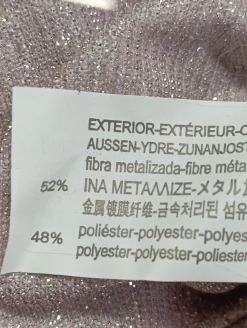 EXTERIOR-EXTÉRIEUR-
AUSSEN-YDRE-ZUNANJOST
fibra metalizada-fibre méta
52% INA ΜΕΤΑΛΛΙΖΕ-メタル
金属镀膜纤维-금속처리된 섬유
48% poliéster-polyester-polyes
polyester-polyester-poliester